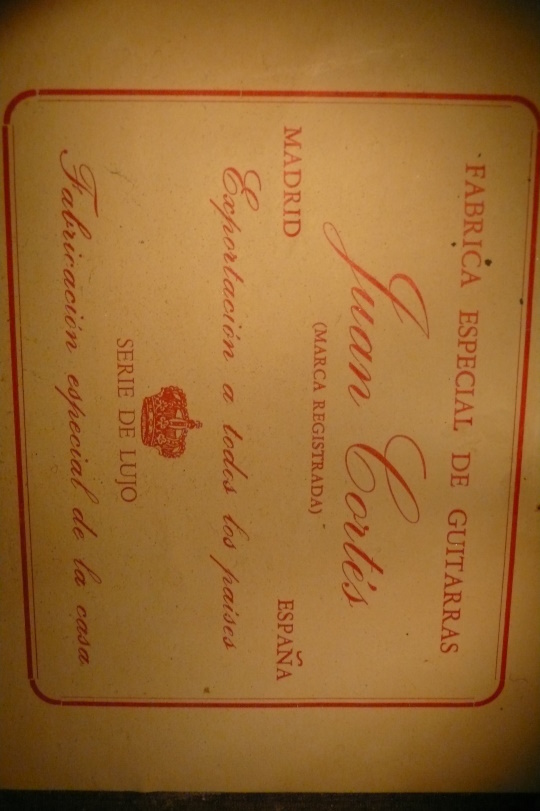 FABRICA ESPECIAL DE GUITARRAS
Juan Cortés
(MARCA REGISTRADA)
MADRID ESPAÑA
Exportación a todos los paises
SERIE DE LUJO
Fabricación especial de la casa